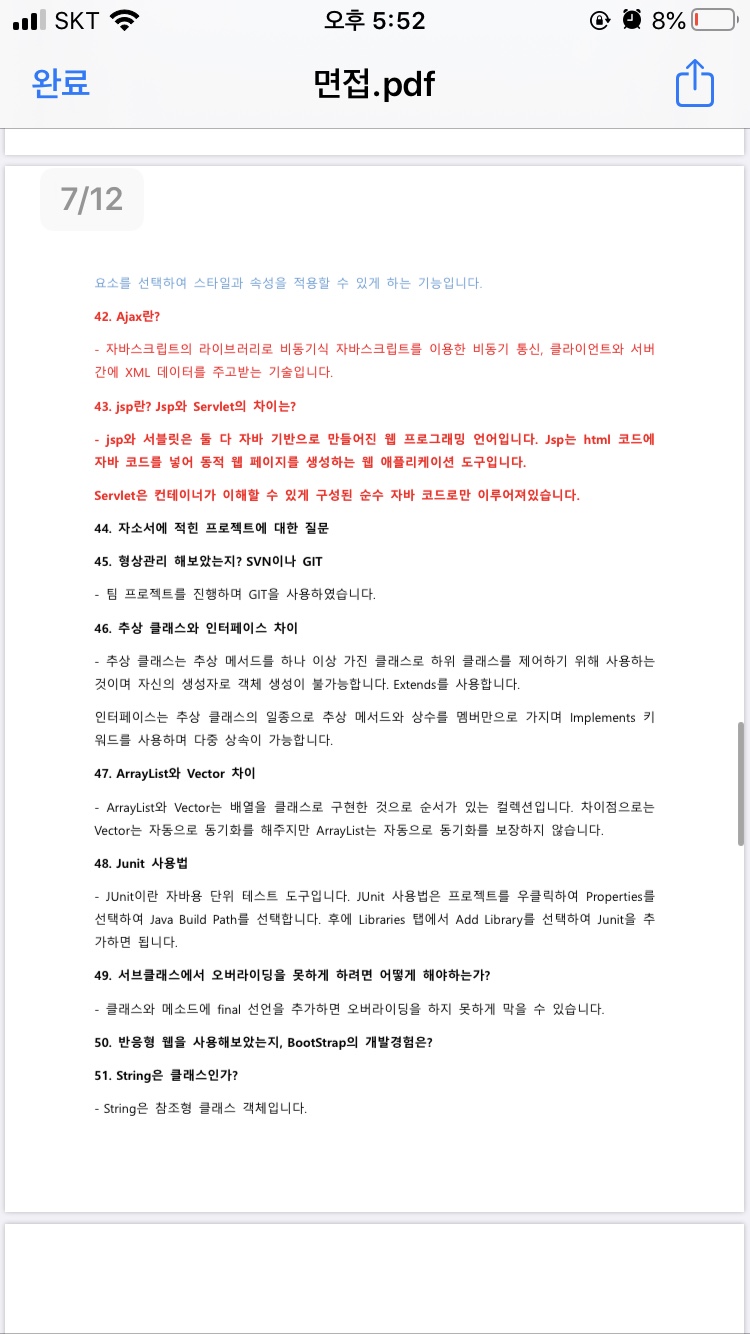 SKT 오후 5:52 8%
완료 면접.pdf
7/12
요소를 선택하여 스타일과 속성을 적용할 수 있게 하는 기능입니다.
42. Ajax란?
- 자바스크립트의 라이브러리로 비동기식 자바스크립트를 이용한 비동기 통신, 클라이언트와 서버
간에 XML 데이터를 주고받는 기술입니다.
43. jsp란? Jsp와 Servlet의 차이는?
- jsp와 서블릿은 둘 다 자바 기반으로 만들어진 웹 프로그래밍 언어입니다. Jsp는 html 코드에
자바 코드를 넣어 동적 웹 페이지를 생성하는 웹 애플리케이션 도구입니다.
Servlet은 컨테이너가 이해할 수 있게 구성된 순수 자바 코드로만 이루어져있습니다.
44. 자소서에 적힌 프로젝트에 대한 질문
45. 형상관리 해보았는지? SVN이나 GIT
- 팀 프로젝트를 진행하며 GIT을 사용하였습니다.
46. 추상 클래스와 인터페이스 차이
- 추상 클래스는 추상 메서드를 하나 이상 가진 클래스로 하위 클래스를 제어하기 위해 사용하는
것이며 자신의 생성자로 객체 생성이 불가능합니다. Extends를 사용합니다.
인터페이스는 추상 클래스의 일종으로 추상 메서드와 상수를 멤버만으로 가지며 Implements 키
워드를 사용하며 다중 상속이 가능합니다.
47. ArrayList와 Vector 차이
- ArrayList와 Vector는 배열을 클래스로 구현한 것으로 순서가 있는 컬렉션입니다. 차이점으로는
Vector는 자동으로 동기화를 해주지만 ArrayList는 자동으로 동기화를 보장하지 않습니다.
48. Junit 사용법
- JUnit이란 자바용 단위 테스트 도구입니다. JUnit 사용법은 프로젝트를 우클릭하여 Properties를
선택하여 Java Build Path를 선택합니다. 후에 Libraries 탭에서 Add Library를 선택하여 Junit을 추
가하면 됩니다.
49. 서브클래스에서 오버라이딩을 못하게 하려면 어떻게 해야하는가?
- 클래스와 메소드에 final 선언을 추가하면 오버라이딩을 하지 못하게 막을 수 있습니다.
50. 반응형 웹을 사용해보았는지, BootStrap의 개발경험은?
51. String은 클래스인가?
- String은 참조형 클래스 객체입니다.